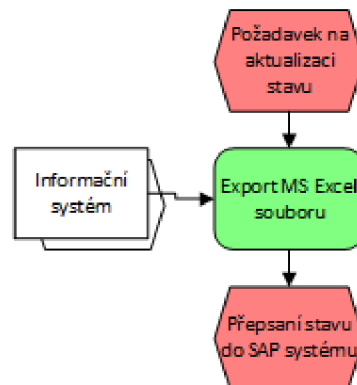 Požadavek na
aktualizaci
stavu
Informační
systém
Export MS Excel
souboru
Přepsaní stavu
do SAP systému